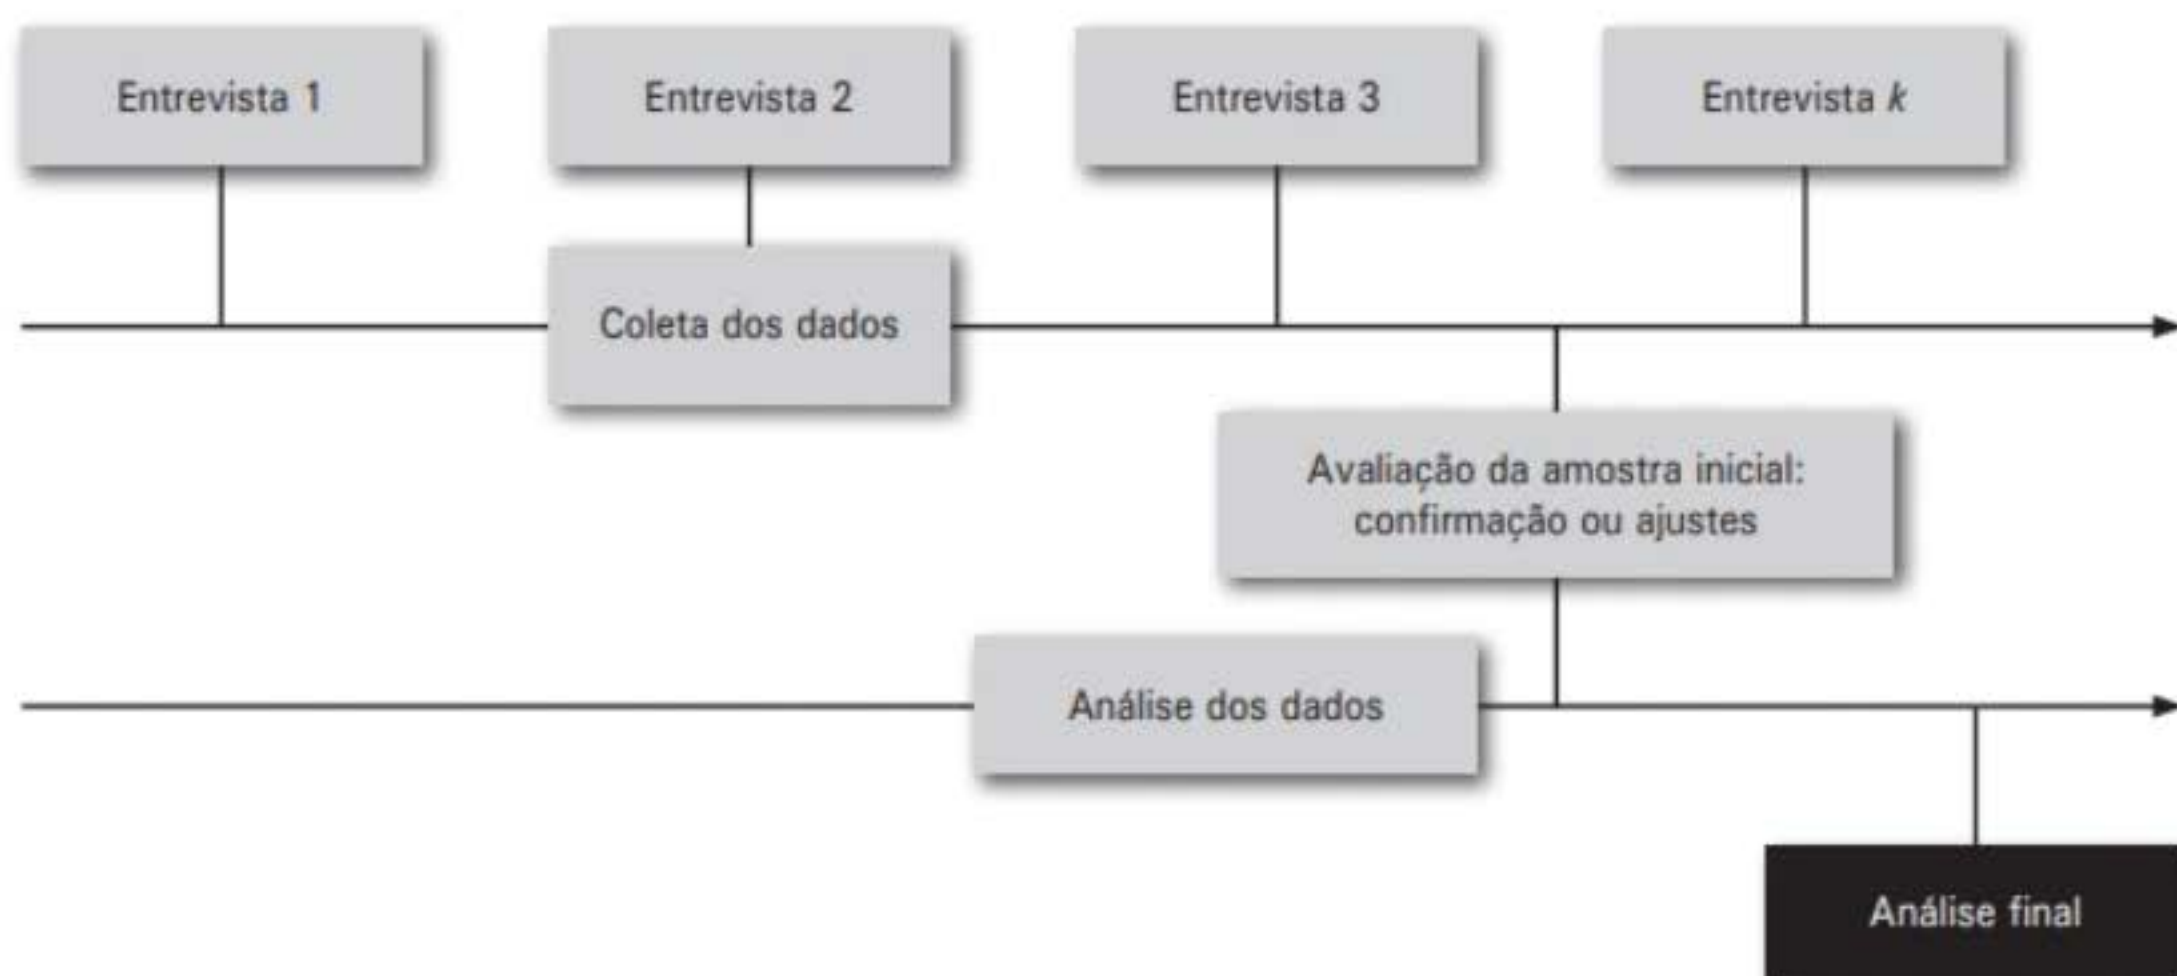 Entrevista 1
Entrevista 2
Entrevista 3
Entrevista k
Coleta dos dados
Avaliação da amostra inicial:
confirmação ou ajustes
Análise dos dados
Análise final